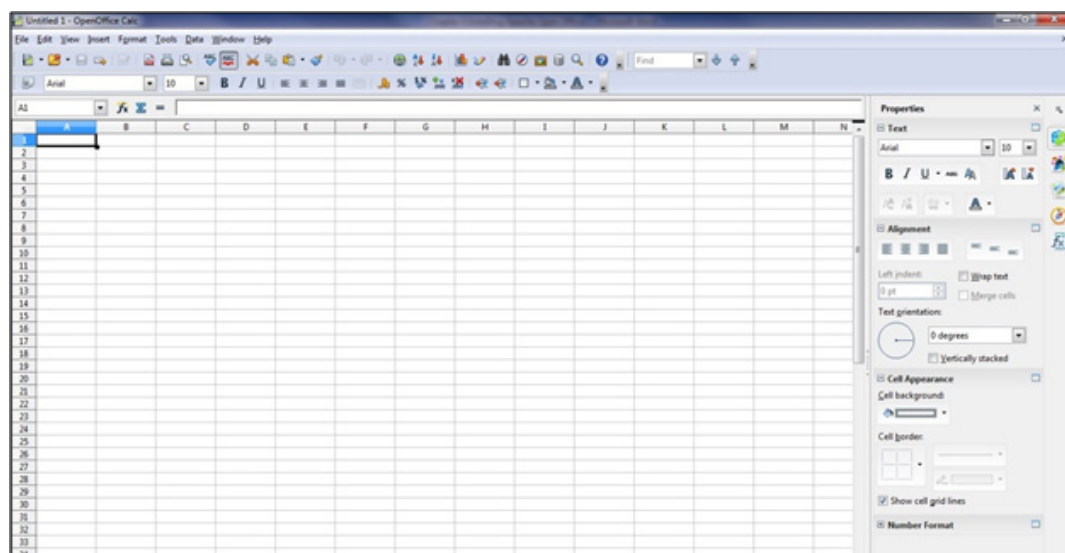 Untitled 1 - OpenOffice Calc
File Edit View Insert Format Tools Data Window Help
Find
Arial 10 B I U
A1 fx Σ =
A B C D E F G H I J K L M N
1
2
3
4
5
6
7
8
9
10
11
12
13
14
15
16
17
18
19
20
21
22
23
24
25
26
27
28
29
30
31
32
33
Properties
Text
Arial 10
B I U
Alignment
Left indent: Wrap text
0 pt Merge cells
Text orientation:
0 degrees
Vertically stacked
Cell Appearance
Cell background:
Cell border:
Show cell grid lines
Number Format